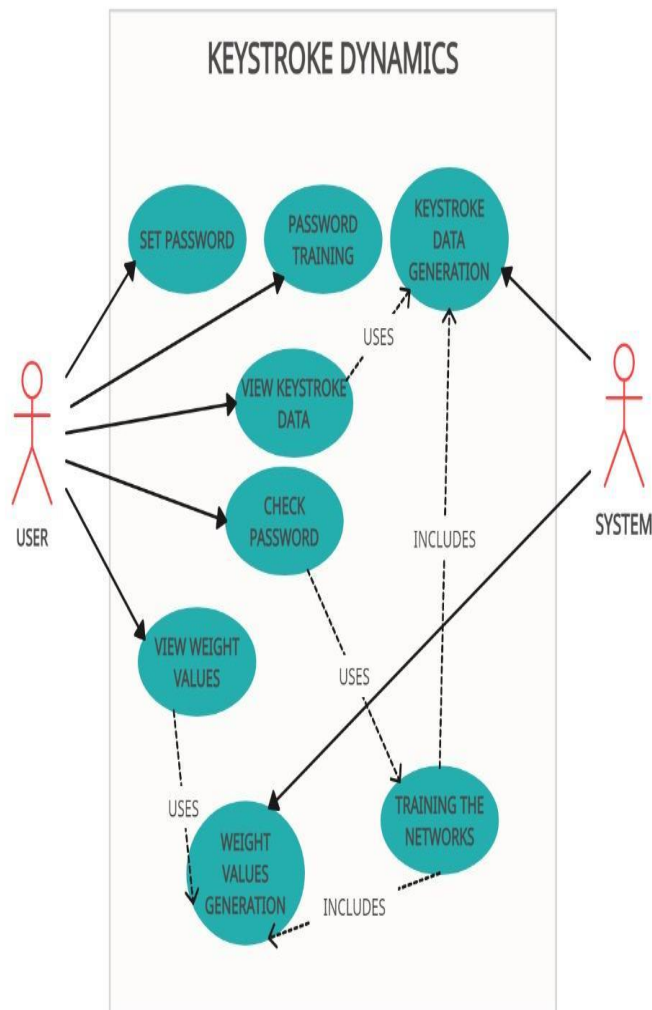 KEYSTROKE DYNAMICS
SET PASSWORD
PASSWORD
TRAINING
KEYSTROKE
DATA
GENERATION
USES
VIEW KEYSTROKE
DATA
CHECK
PASSWORD
USER
SYSTEM
INCLUDES
VIEW WEIGHT
VALUES
USES
USES
TRAINING THE
NETWORKS
WEIGHT
VALUES
GENERATION
INCLUDES